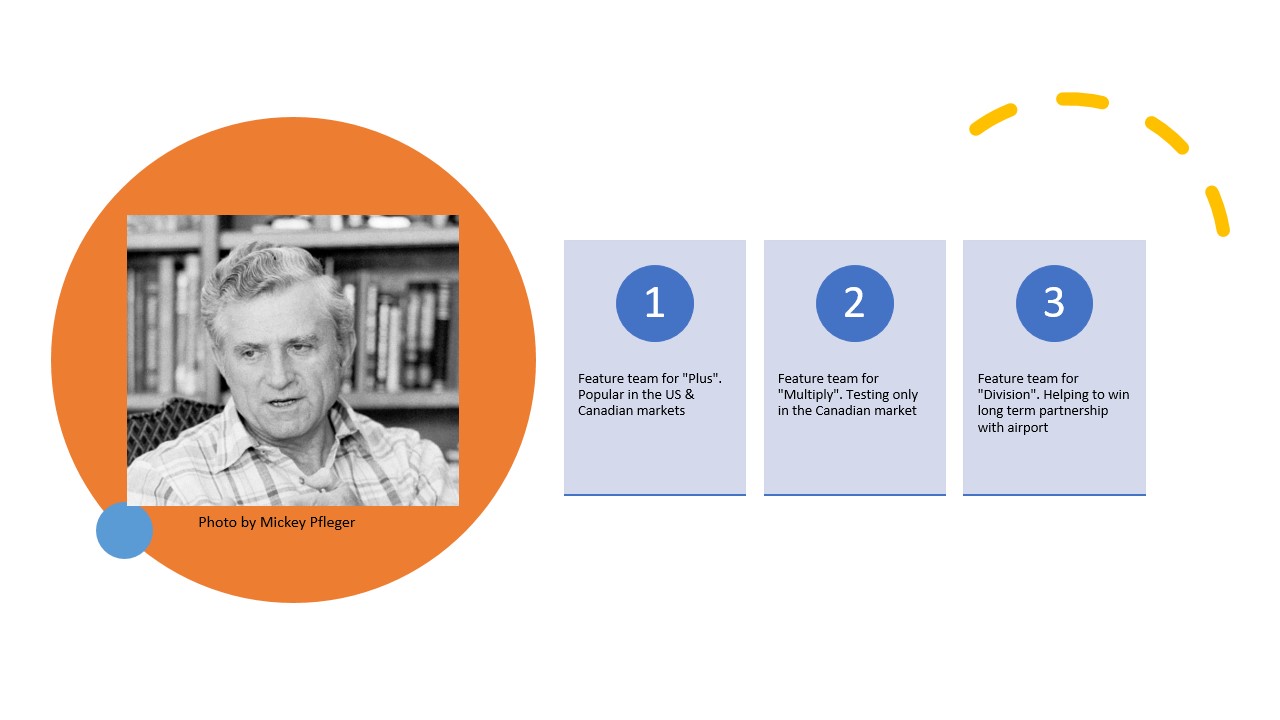 Photo by Mickey Pfleger
1
Feature team for "Plus".
Popular in the US &
Canadian markets
2
Feature team for
"Multiply". Testing only
in the Canadian market
3
Feature team for
"Division". Helping to win
long term partnership
with airport